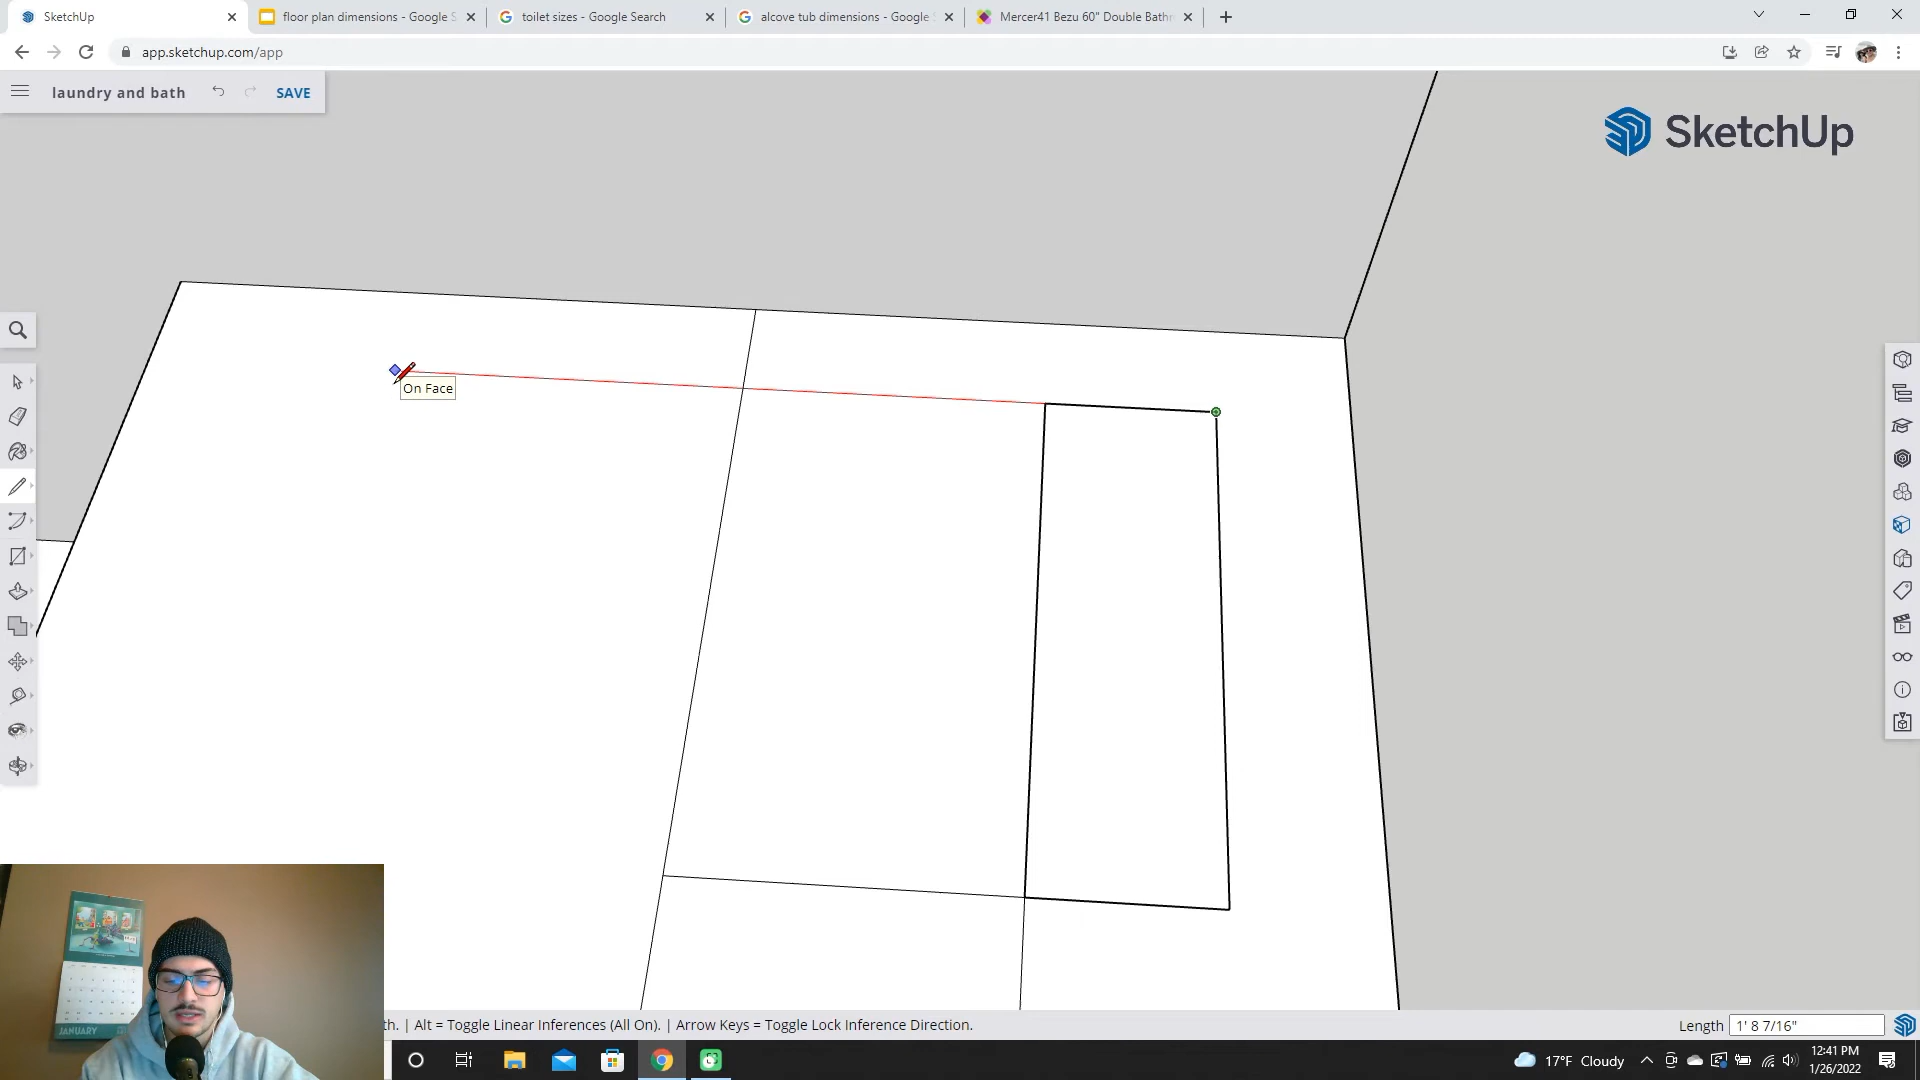 SketchUp
floor plan dimensions - Google S
toilet sizes - Google Search
alcove tub dimensions - Google
Mercer41 Bezu 60" Double Bath
app.sketchup.com/app
laundry and bath
SAVE
SketchUp
On Face
JANUARY
th. | Alt = Toggle Linear Inferences (All On). | Arrow Keys = Toggle Lock Inference Direction.
Length
1' 8 7/16"
17°F Cloudy
12:41 PM
1/26/2022